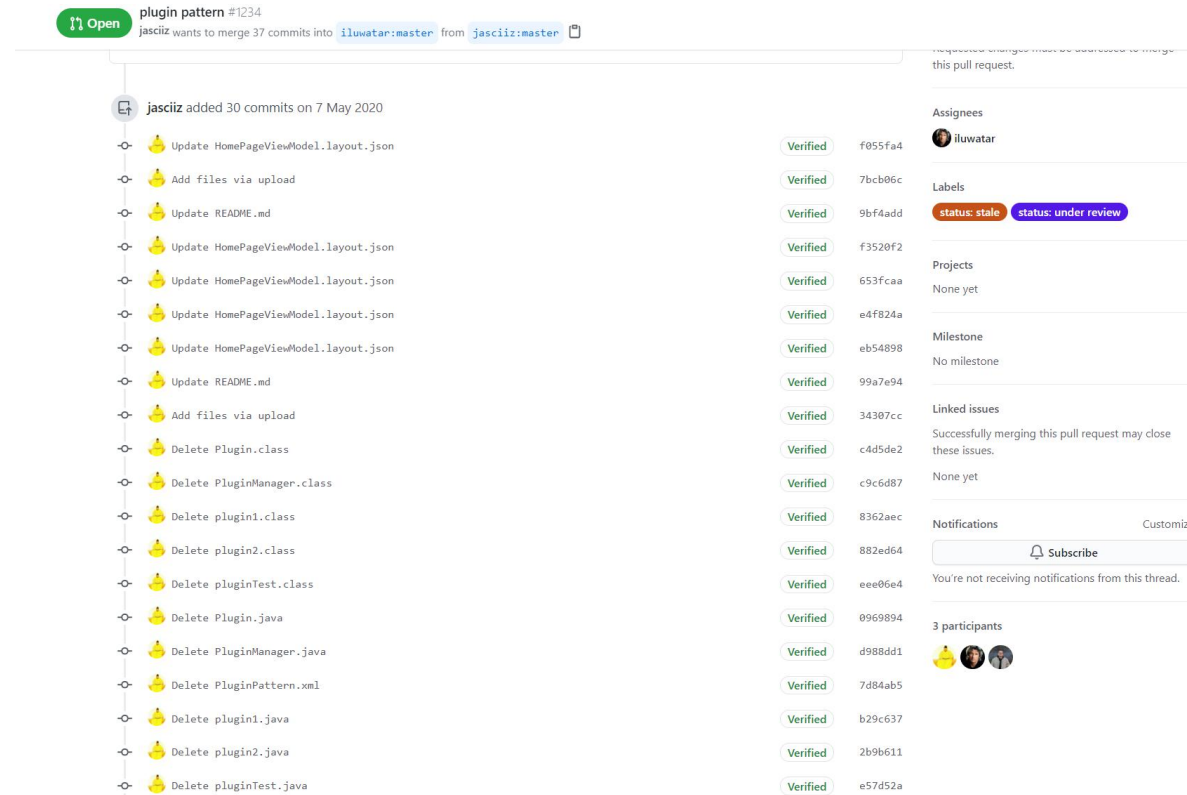 Open
plugin pattern #1234
jasciiz wants to merge 37 commits into iluwatar:master from jasciiz:master
jasciiz added 30 commits on 7 May 2020
Update HomePageViewModel.layout.json Verified f055fa4
Add files via upload Verified 7bcb06c
Update README.md Verified 9bf4add
Update HomePageViewModel.layout.json Verified f3520f2
Update HomePageViewModel.layout.json Verified 653fcaa
Update HomePageViewModel.layout.json Verified e4f824a
Update HomePageViewModel.layout.json Verified eb54898
Update README.md Verified 99a7e94
Add files via upload Verified 34307cc
Delete Plugin.class Verified c4d5de2
Delete PluginManager.class Verified c9c6d87
Delete plugin1.class Verified 8362aec
Delete plugin2.class Verified 882ed64
Delete pluginTest.class Verified eee06e4
Delete Plugin.java Verified 0969894
Delete PluginManager.java Verified d988dd1
Delete PluginPattern.xml Verified 7d84ab5
Delete plugin1.java Verified b29c637
Delete plugin2.java Verified 2b9b611
Delete pluginTest.java Verified e57d52a
Requested changes must be addressed to merge
this pull request.
Assignees
iluwatar
Labels
status: stale status: under review
Projects
None yet
Milestone
No milestone
Linked issues
Successfully merging this pull request may close
these issues.
None yet
Notifications Customiz
Subscribe
You're not receiving notifications from this thread.
3 participants